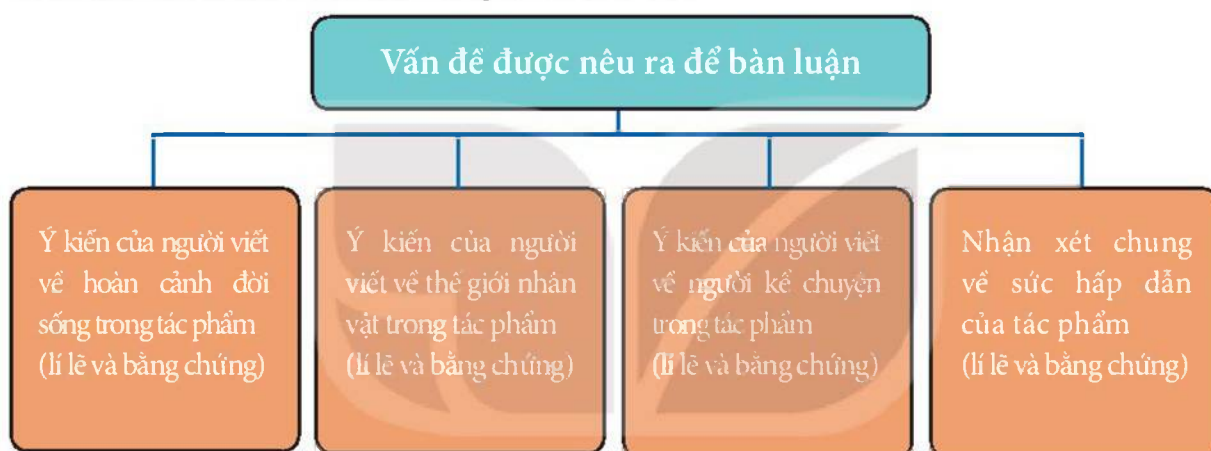 Vấn đề được nêu ra để bàn luận
Ý kiến của người viết
về hoàn cảnh đời
sống trong tác phẩm
(lí lẽ và bằng chứng)
Ý kiến của người
viết về thế giới nhân
vật trong tác phẩm
(lí lẽ và bằng chứng)
Ý kiến của người viết
về người kể chuyện
trong tác phẩm
(lí lẽ và bằng chứng)
Nhận xét chung
về sức hấp dẫn
của tác phẩm
(lí lẽ và bằng chứng)